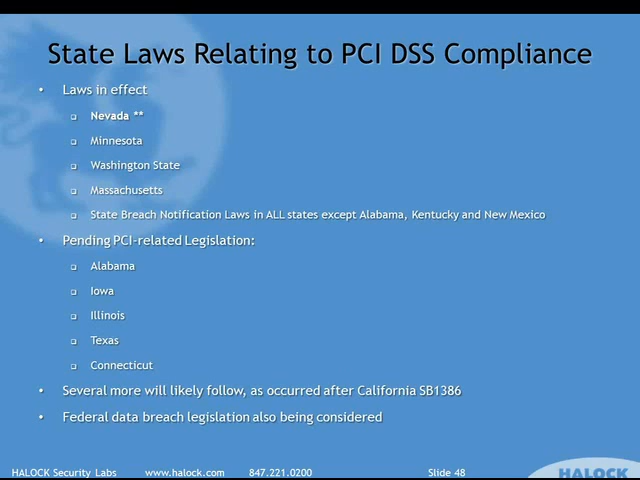 State Laws Relating to PCI DSS Compliance
• Laws in effect
❑ Nevada **
❑ Minnesota
❑ Washington State
❑ Massachusetts
❑ State Breach Notification Laws in ALL states except Alabama, Kentucky and New Mexico
• Pending PCI-related Legislation:
❑ Alabama
❑ Iowa
❑ Illinois
❑ Texas
❑ Connecticut
• Several more will likely follow, as occurred after California SB1386
• Federal data breach legislation also being considered
HALOCK Security Labs www.halock.com 847.221.0200 Slide 48
HALOCK